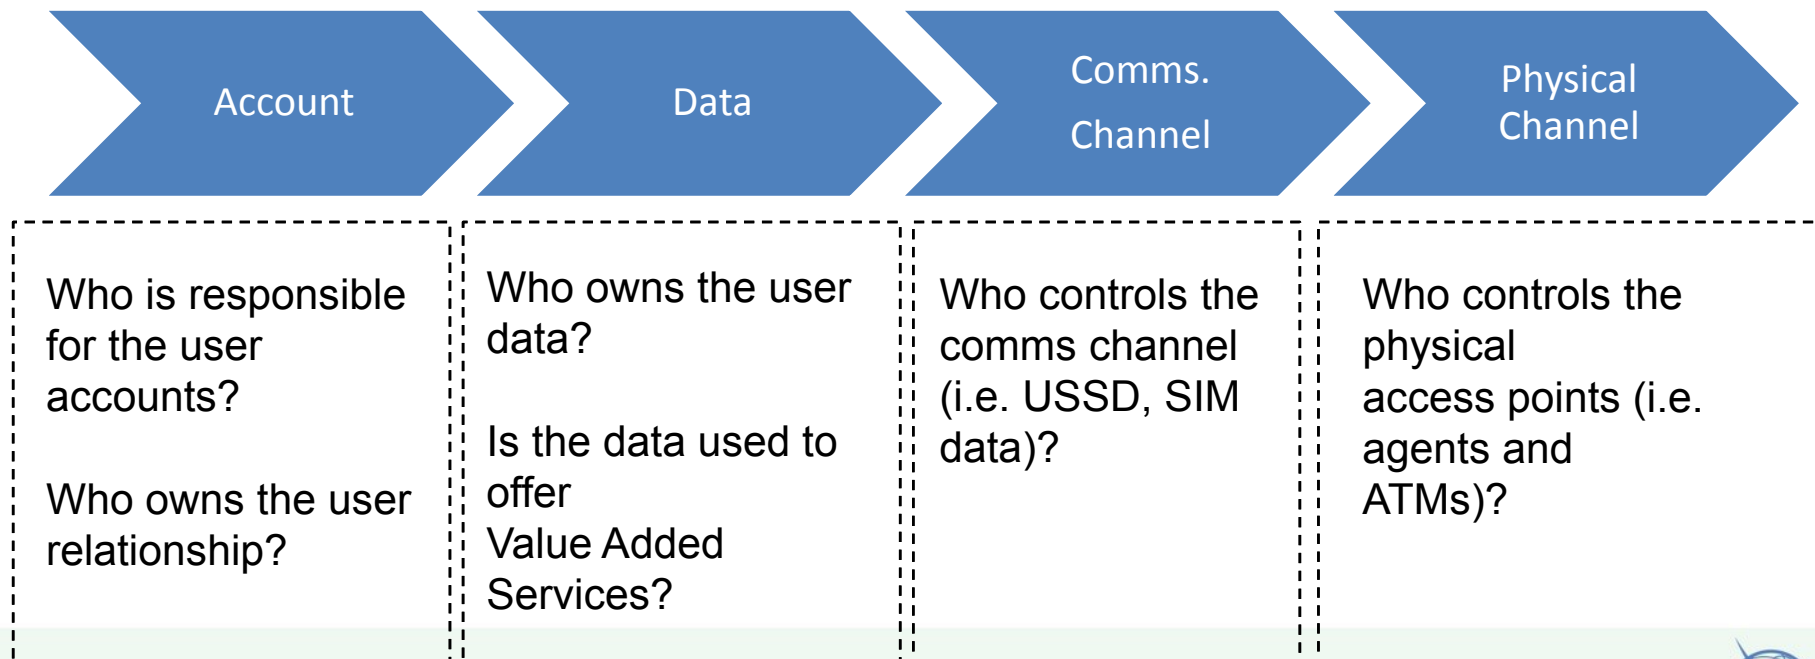 Account
Data
Comms.
Channel
Physical
Channel
Who is responsible
for the user
accounts?
Who owns the user
relationship?
Who owns the user
data?
Is the data used to
offer
Value Added
Services?
Who controls the
comms channel
(i.e. USSD, SIM
data)?
Who controls the
physical
access points (i.e.
agents and
ATMs)?